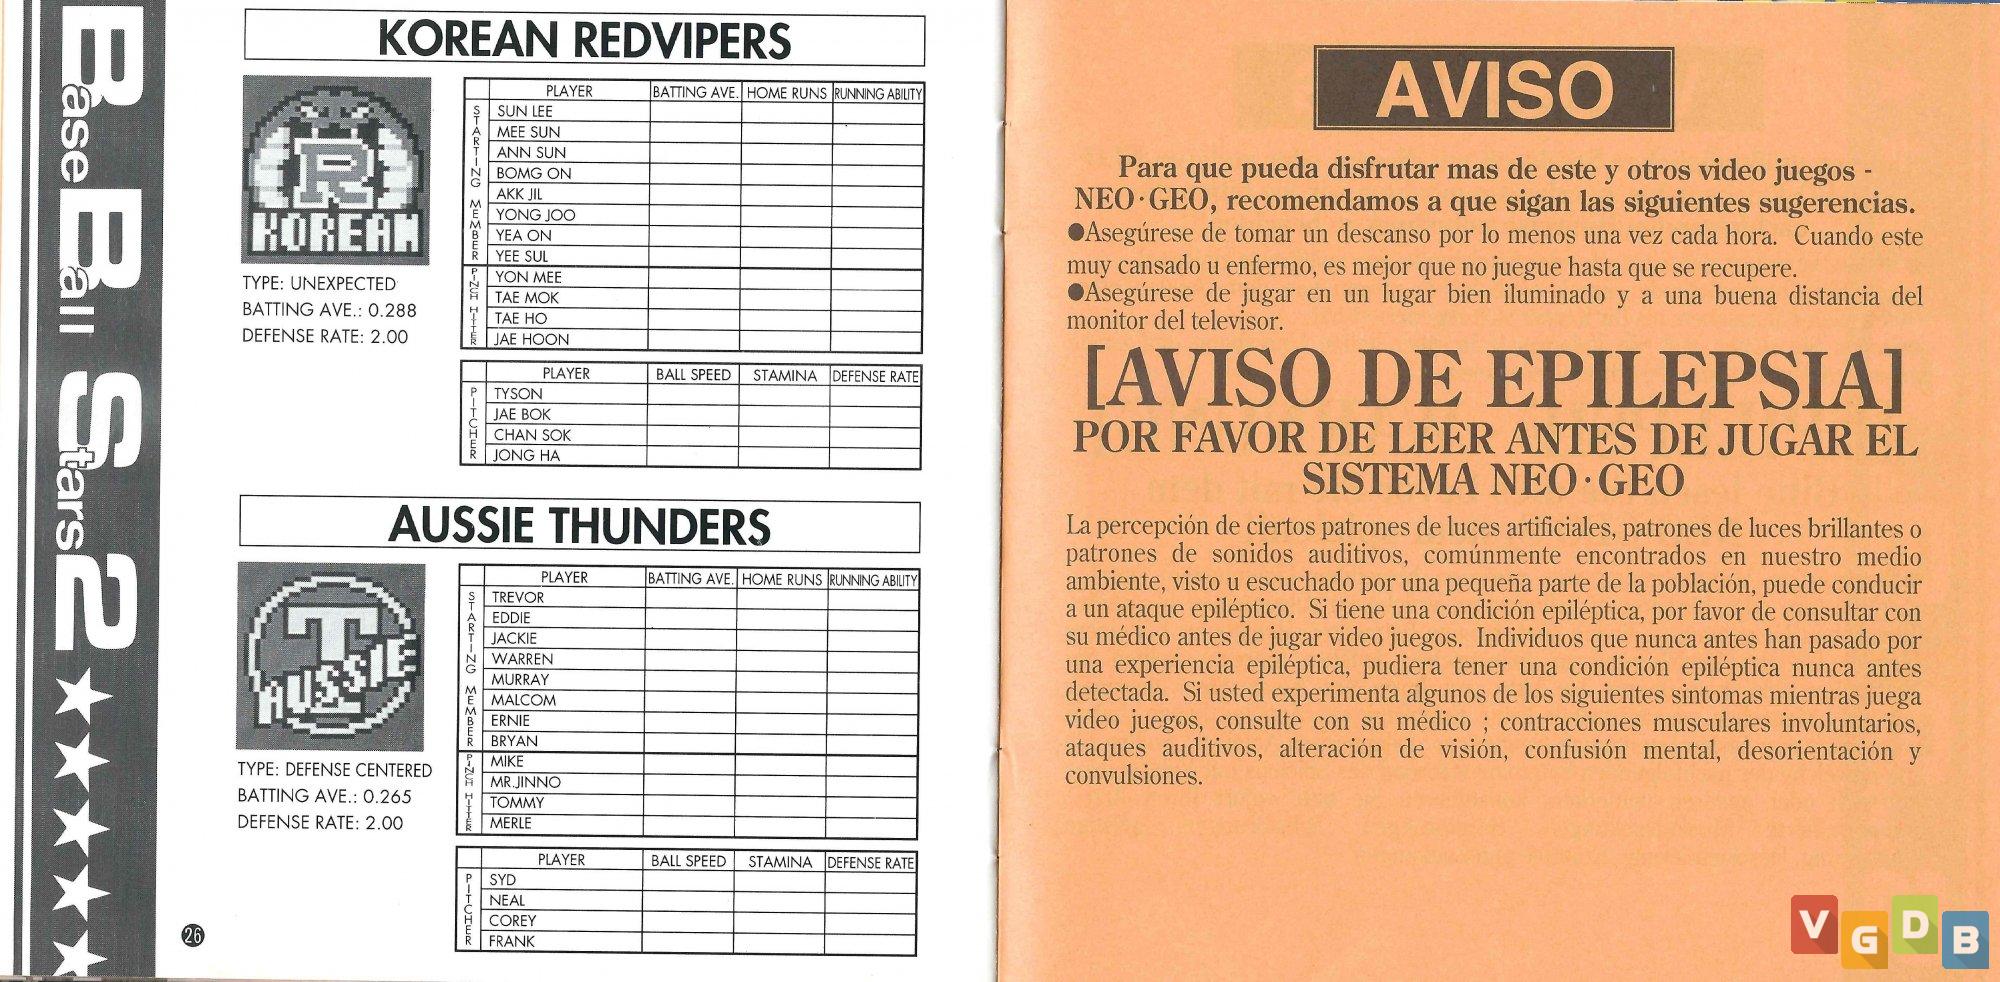 Base Ball Stars 2
KOREAN REDVIPERS
R
KOREAN
TYPE: UNEXPECTED
BATTING AVE.: 0.288
DEFENSE RATE: 2.00
PLAYER BATTING AVE. HOME RUNS RUNNING ABILITY
STARTING MEMBER
SUN LEE
MEE SUN
ANN SUN
BOMG ON
AKK JIL
YONG JOO
YEA ON
YEE SUL
PINCH HITTER
YON MEE
TAE MOK
TAE HO
JAE HOON
PLAYER BALL SPEED STAMINA DEFENSE RATE
PITCHER
TYSON
JAE BOK
CHAN SOK
JONG HA
AUSSIE THUNDERS
T
AUSSIE
TYPE: DEFENSE CENTERED
BATTING AVE.: 0.265
DEFENSE RATE: 2.00
PLAYER BATTING AVE. HOME RUNS RUNNING ABILITY
STARTING MEMBER
TREVOR
EDDIE
JACKIE
WARREN
MURRAY
MALCOM
ERNIE
BRYAN
PINCH HITTER
MIKE
MR.JINNO
TOMMY
MERLE
PLAYER BALL SPEED STAMINA DEFENSE RATE
PITCHER
SYD
NEAL
COREY
FRANK
26
AVISO
Para que pueda disfrutar mas de este y otros video juegos -
NEO·GEO, recomendamos a que sigan las siguientes sugerencias.
●Asegúrese de tomar un descanso por lo menos una vez cada hora. Cuando este
muy cansado u enfermo, es mejor que no juegue hasta que se recupere.
●Asegúrese de jugar en un lugar bien iluminado y a una buena distancia del
monitor del televisor.
[AVISO DE EPILEPSIA]
POR FAVOR DE LEER ANTES DE JUGAR EL
SISTEMA NEO·GEO
La percepción de ciertos patrones de luces artificiales, patrones de luces brillantes o
patrones de sonidos auditivos, comúnmente encontrados en nuestro medio
ambiente, visto u escuchado por una pequeña parte de la población, puede conducir
a un ataque epiléptico. Si tiene una condición epiléptica, por favor de consultar con
su médico antes de jugar video juegos. Individuos que nunca antes han pasado por
una experiencia epiléptica, pudiera tener una condición epiléptica nunca antes
detectada. Si usted experimenta algunos de los siguientes sintomas mientras juega
video juegos, consulte con su médico ; contracciones musculares involuntarios,
ataques auditivos, alteración de visión, confusión mental, desorientación y
convulsiones.
VGDB